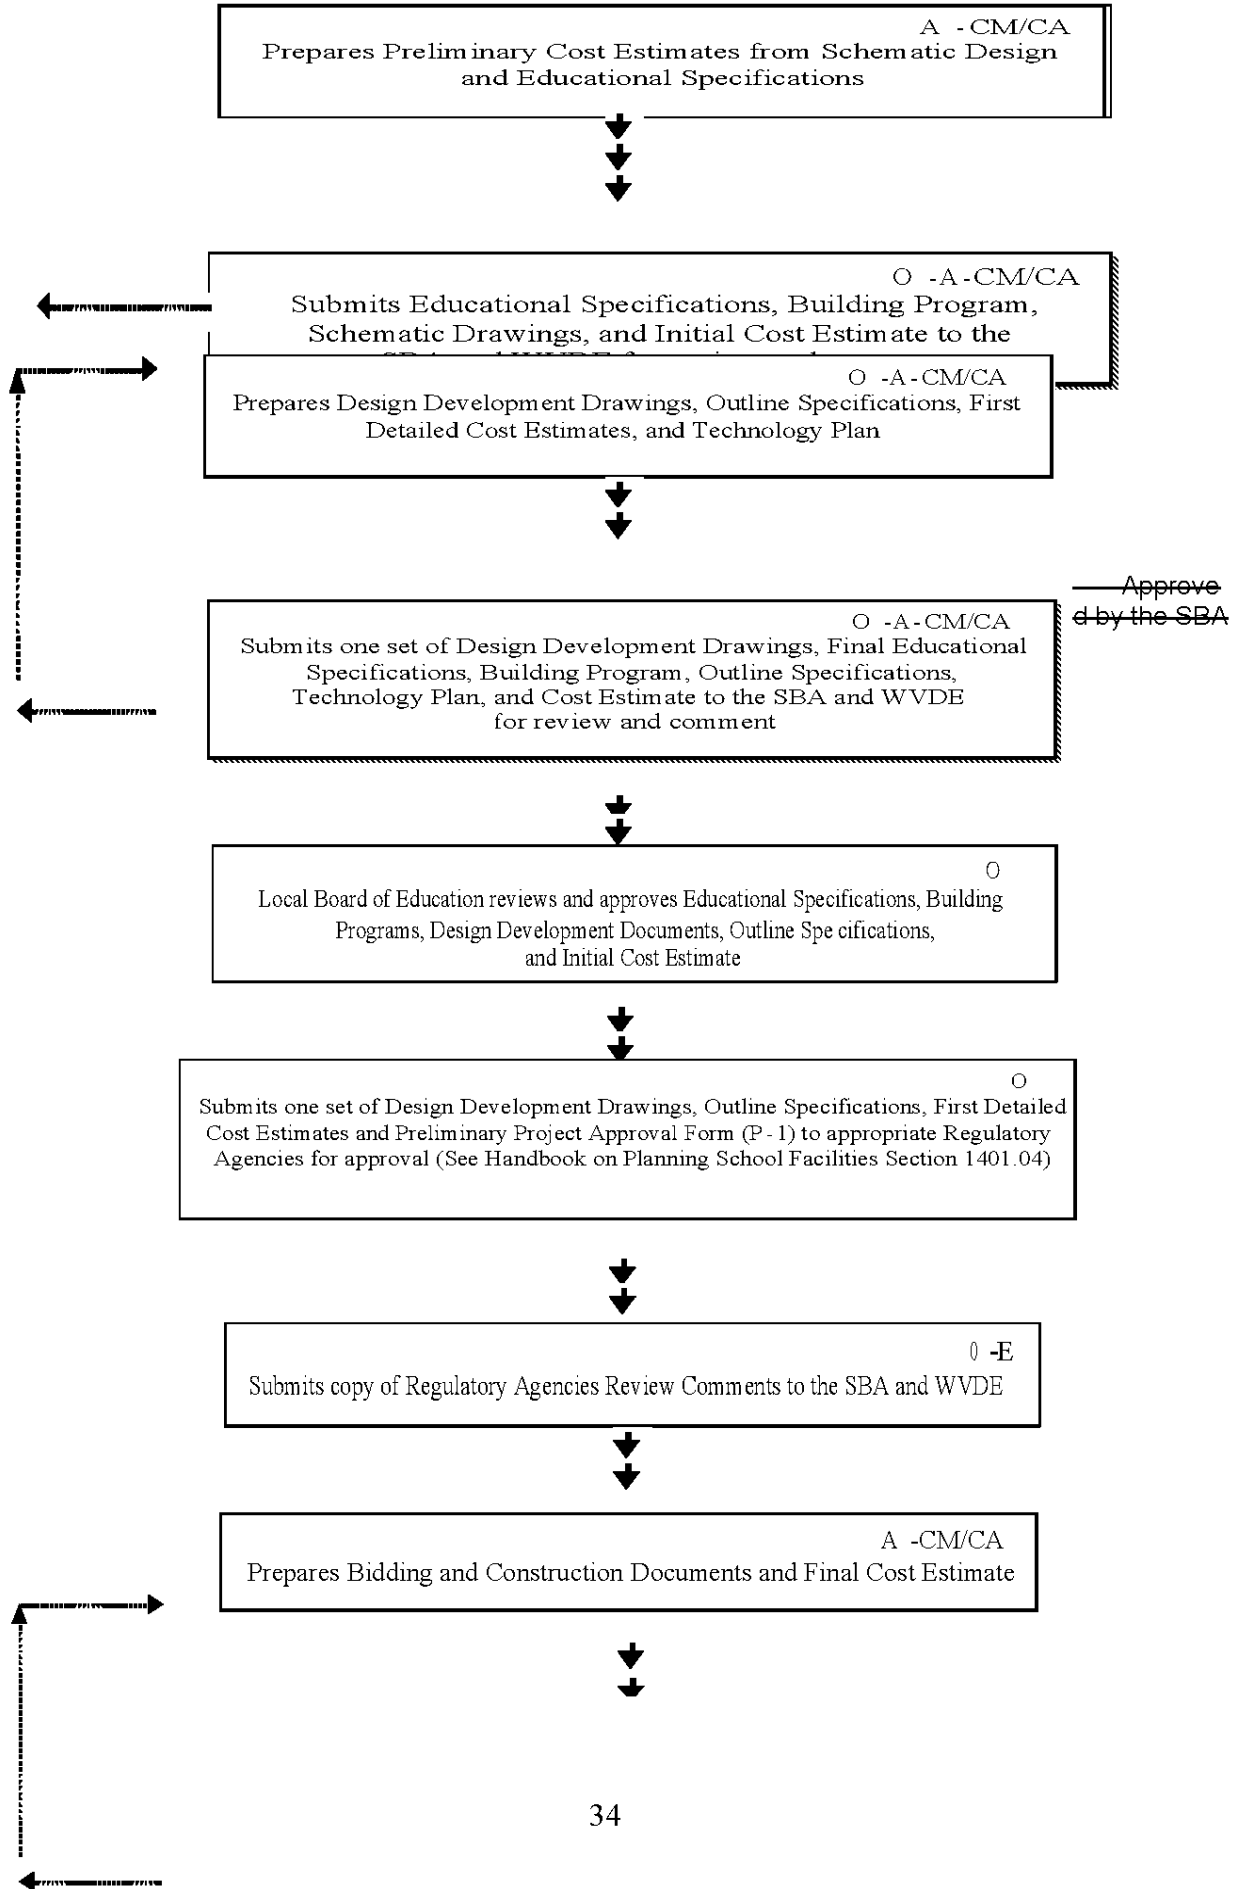 A -CM/CA
Prepares Preliminary Cost Estimates from Schematic Design
and Educational Specifications
O -A-CM/CA
Submits Educational Specifications, Building Program,
Schematic Drawings, and Initial Cost Estimate to the
O -A-CM/CA
Prepares Design Development Drawings, Outline Specifications, First
Detailed Cost Estimates, and Technology Plan
Approve
d by the SBA
O -A-CM/CA
Submits one set of Design Development Drawings, Final Educational
Specifications, Building Program, Outline Specifications,
Technology Plan, and Cost Estimate to the SBA and WVDE
for review and comment
O
Local Board of Education reviews and approves Educational Specifications, Building
Programs, Design Development Documents, Outline Spe cifications,
and Initial Cost Estimate
O
Submits one set of Design Development Drawings, Outline Specifications, First Detailed
Cost Estimates and Preliminary Project Approval Form (P-1) to appropriate Regulatory
Agencies for approval (See Handbook on Planning School Facilities Section 1401.04)
0 -E
Submits copy of Regulatory Agencies Review Comments to the SBA and WVDE
A -CM/CA
Prepares Bidding and Construction Documents and Final Cost Estimate
34